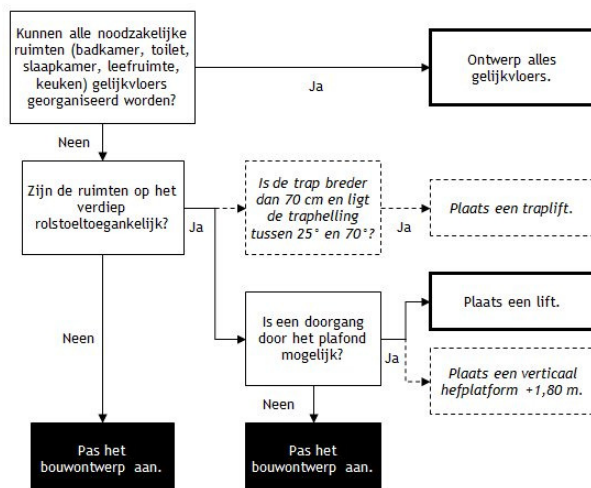 Kunnen alle noodzakelijke
ruimten (badkamer, toilet,
slaapkamer, leefruimte,
keuken) gelijkvloers
georganiseerd worden?
Ja
Ontwerp alles
gelijkvloers.
Neen
Zijn de ruimten op het
verdiep
rolstoeltoegankelijk?
Ja
Is de trap breder
dan 70 cm en ligt
de traphelling
tussen 25° en 70°?
Ja
Plaats een traplift.
Neen
Is een doorgang
door het plafond
mogelijk?
Ja
Plaats een lift.
Plaats een verticaal
hefplatform +1,80 m.
Neen
Pas het
bouwontwerp aan.
Pas het
bouwontwerp aan.